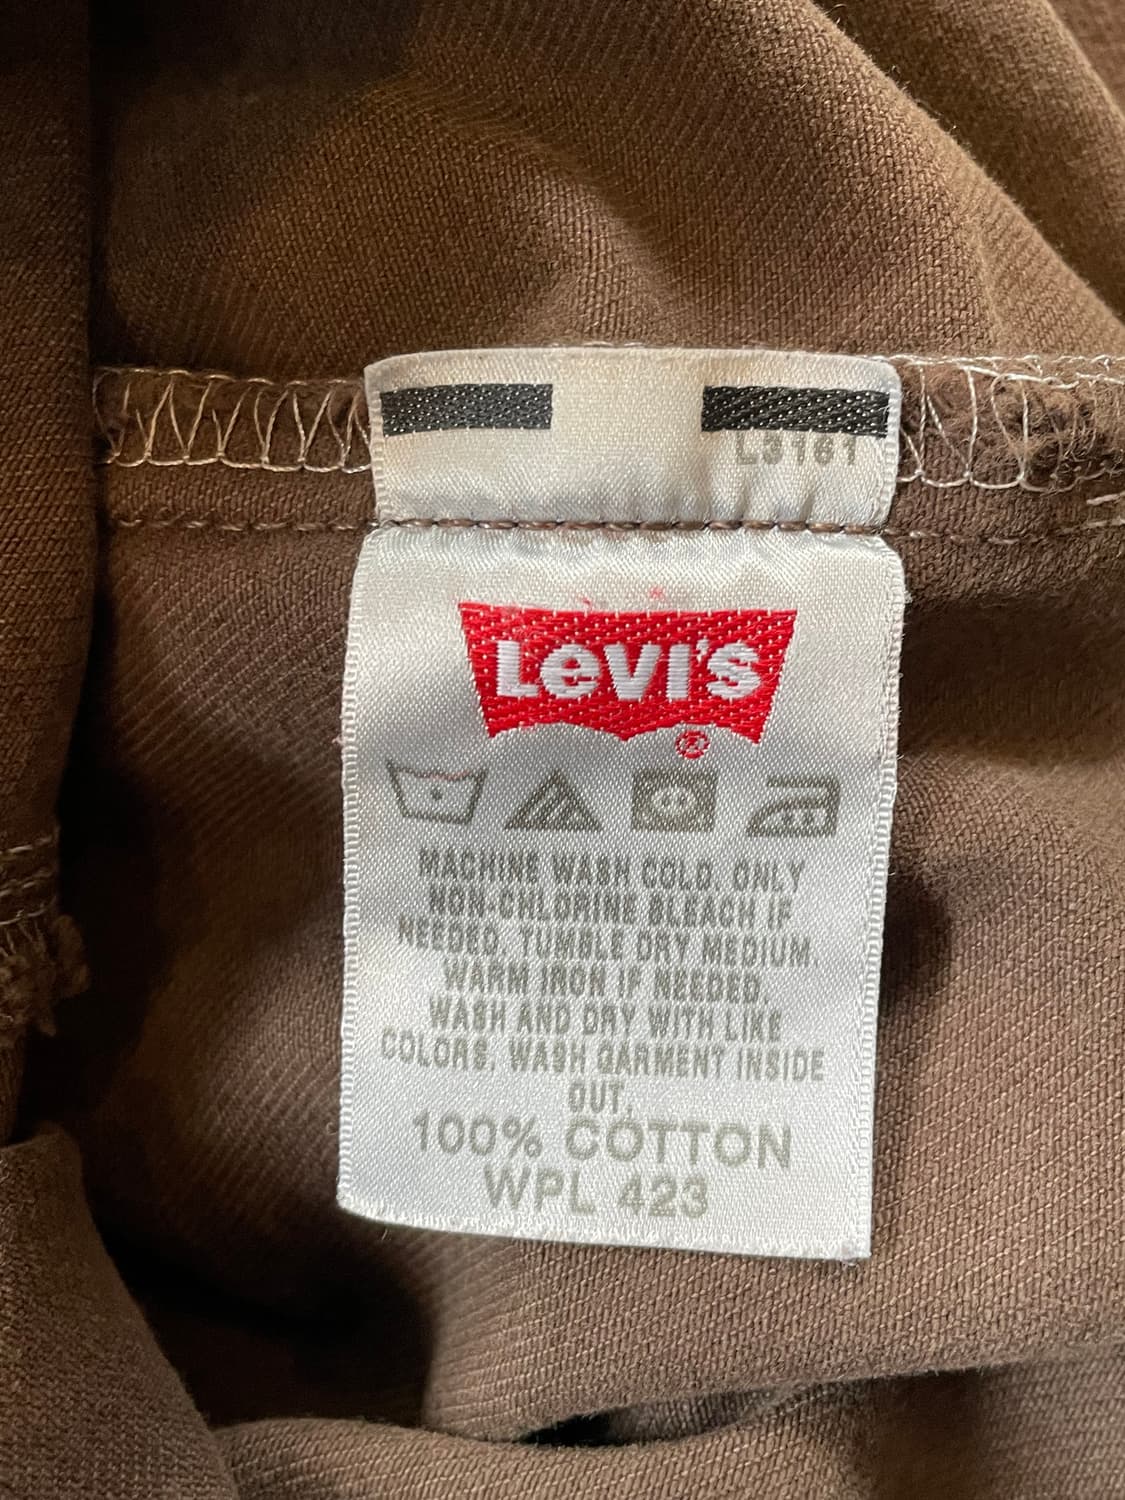 L3161
Levi's
®
MACHINE WASH COLD. ONLY
NON-CHLORINE BLEACH IF
NEEDED. TUMBLE DRY MEDIUM.
WARM IRON IF NEEDED.
WASH AND DRY WITH LIKE
COLORS. WASH GARMENT INSIDE
OUT.
100% COTTON
WPL 423